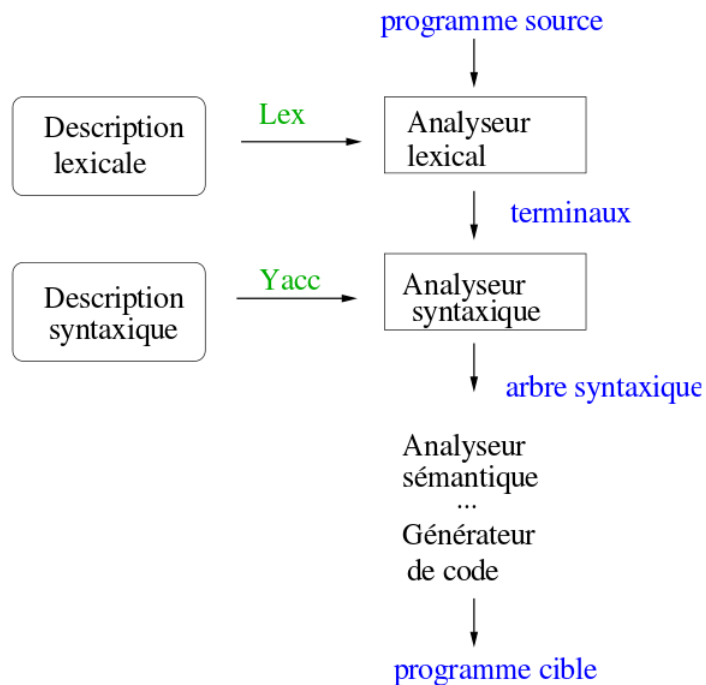 programme source
Description
lexicale
Lex
Analyseur
lexical
terminaux
Description
syntaxique
Yacc
Analyseur
syntaxique
arbre syntaxique
Analyseur
sémantique
...
Générateur
de code
programme cible